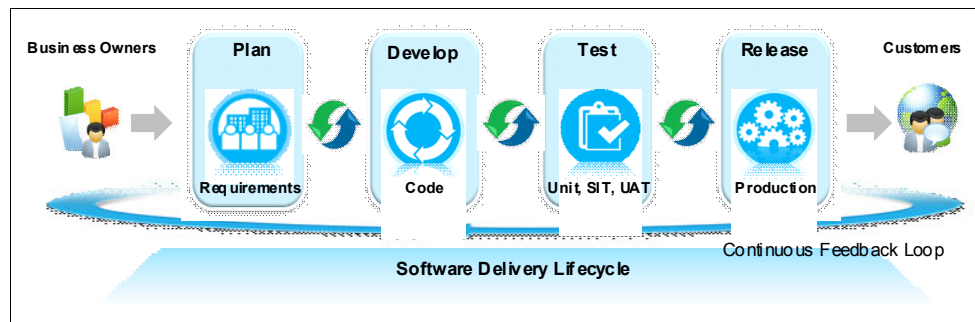 Business Owners
Plan
Develop
Test
Release
Customers
Requirements
Code
Unit, SIT, UAT
Production
Continuous Feedback Loop
Software Delivery Lifecycle